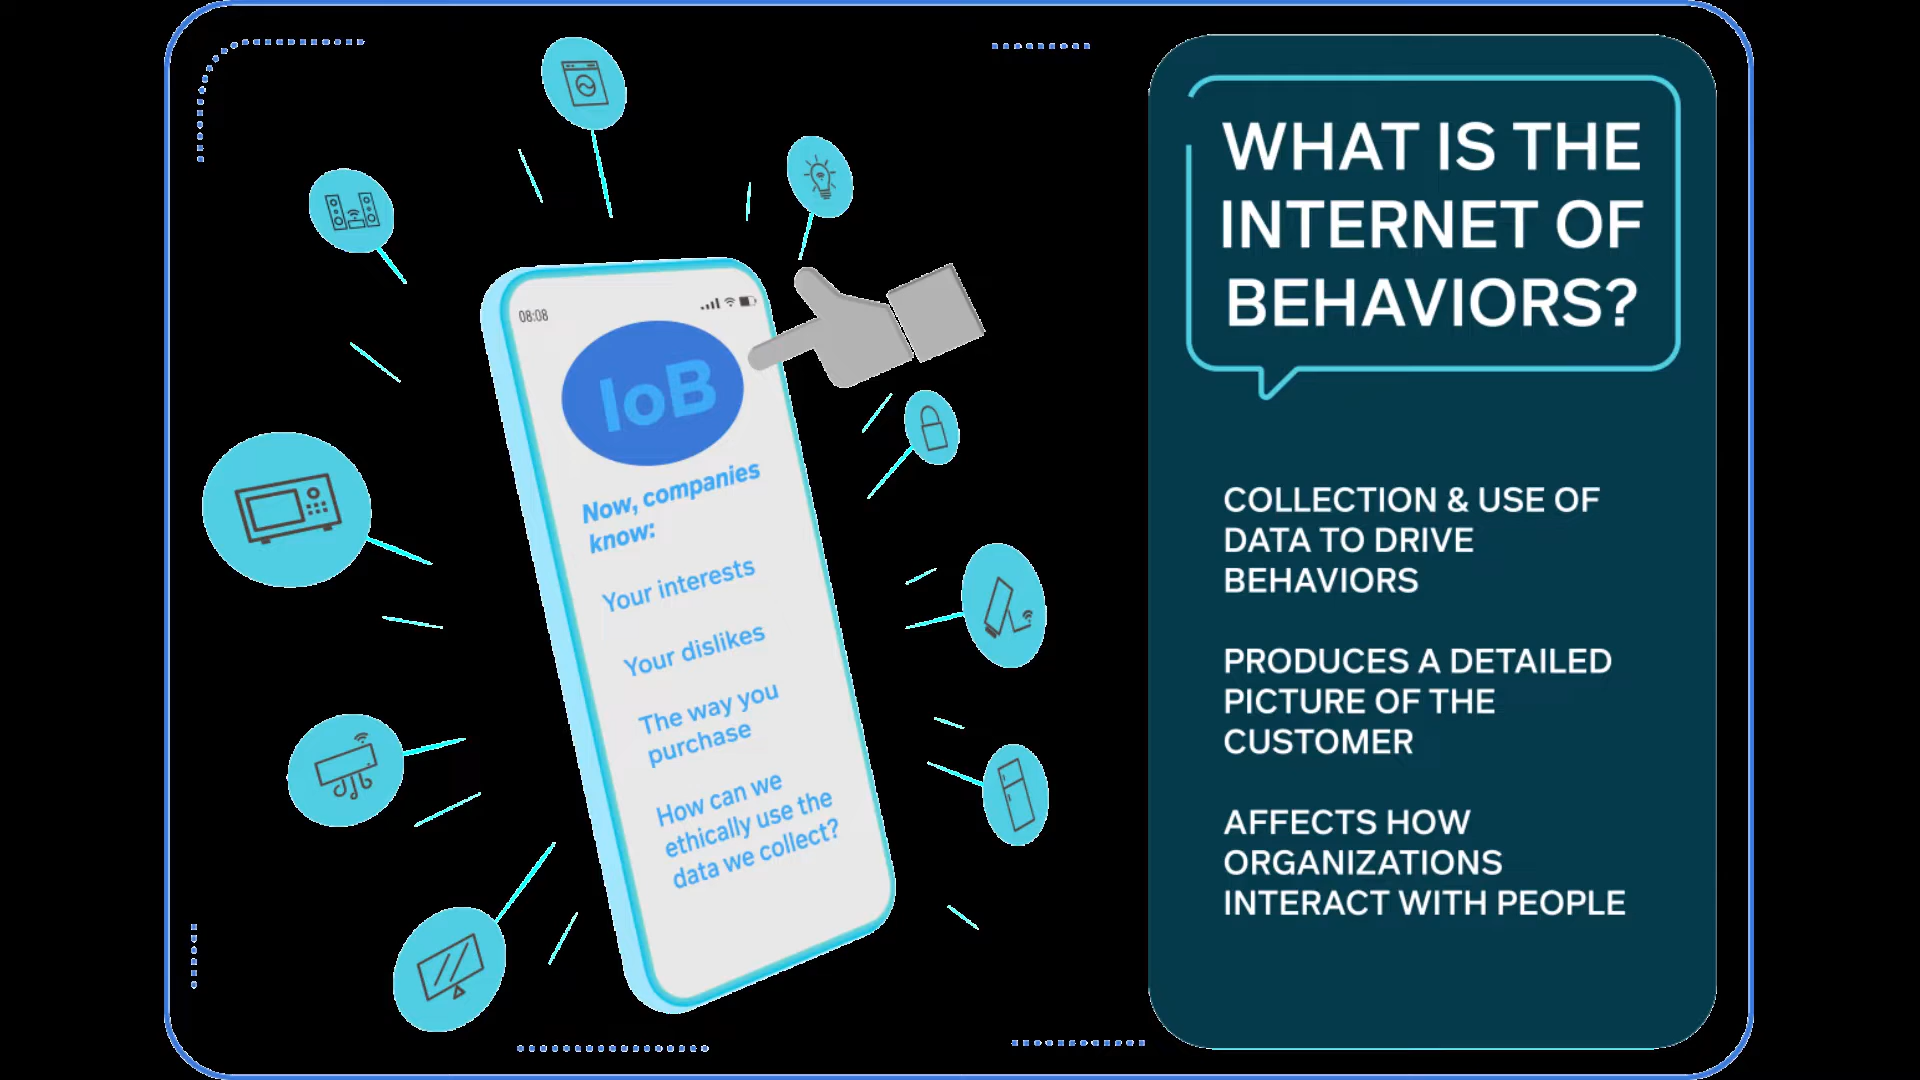 08:08
IoB
Now, companies
know:
Your interests
Your dislikes
The way you
purchase
How can we
ethically use the
data we collect?
WHAT IS THE
INTERNET OF
BEHAVIORS?
COLLECTION & USE OF
DATA TO DRIVE
BEHAVIORS
PRODUCES A DETAILED
PICTURE OF THE
CUSTOMER
AFFECTS HOW
ORGANIZATIONS
INTERACT WITH PEOPLE